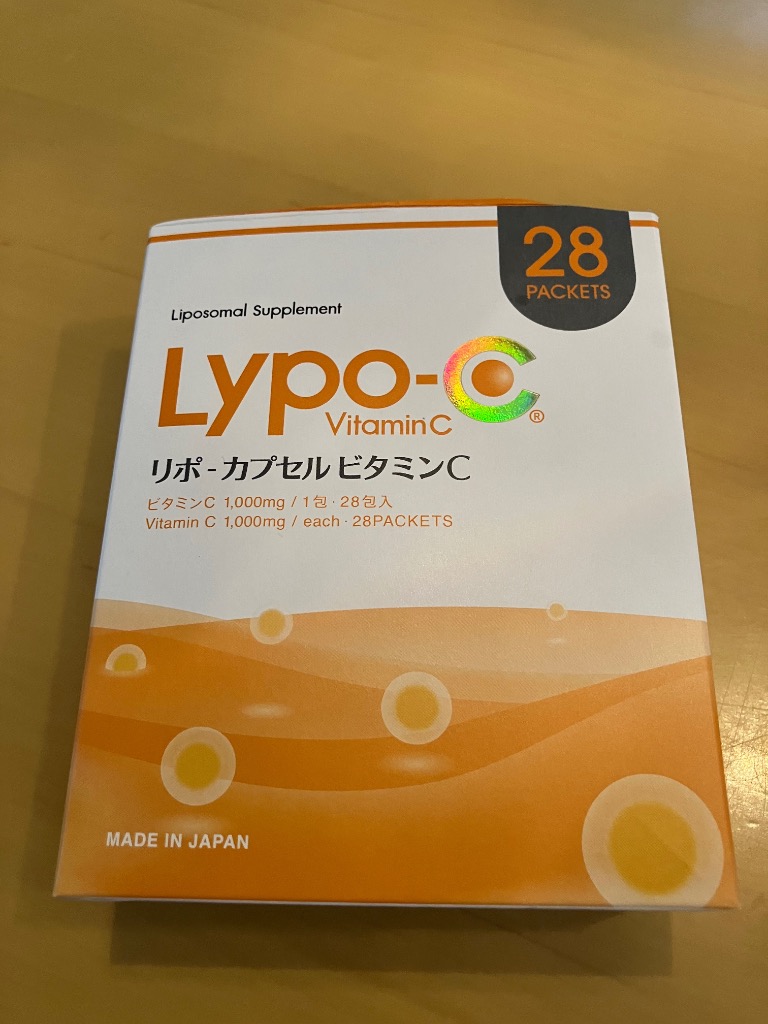 28
PACKETS
Liposomal Supplement
Lypo-C®
VitaminC
リポ-カプセル ビタミンC
ビタミンC 1,000mg / 1包・28包入
Vitamin C 1,000mg / each・28PACKETS
MADE IN JAPAN